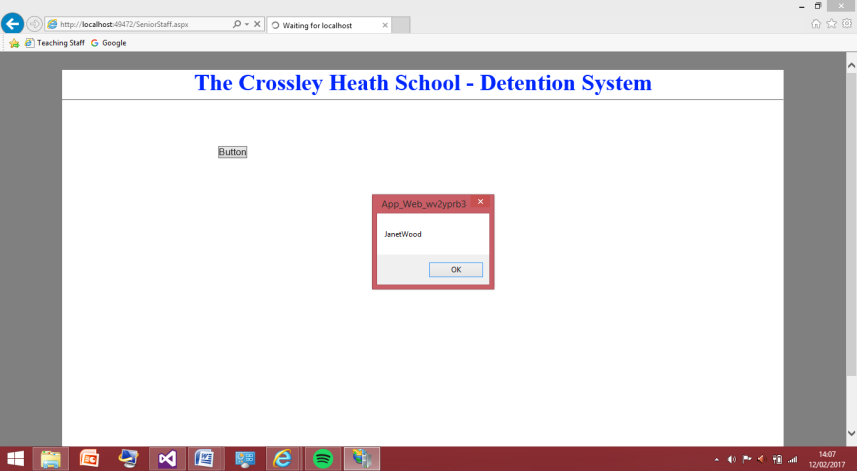 http://localhost:49472/SeniorStaff.aspx
Waiting for localhost
Teaching Staff Google
The Crossley Heath School - Detention System
Button
App_Web_wv2yprb3
JanetWood
OK
14:07
12/02/2017